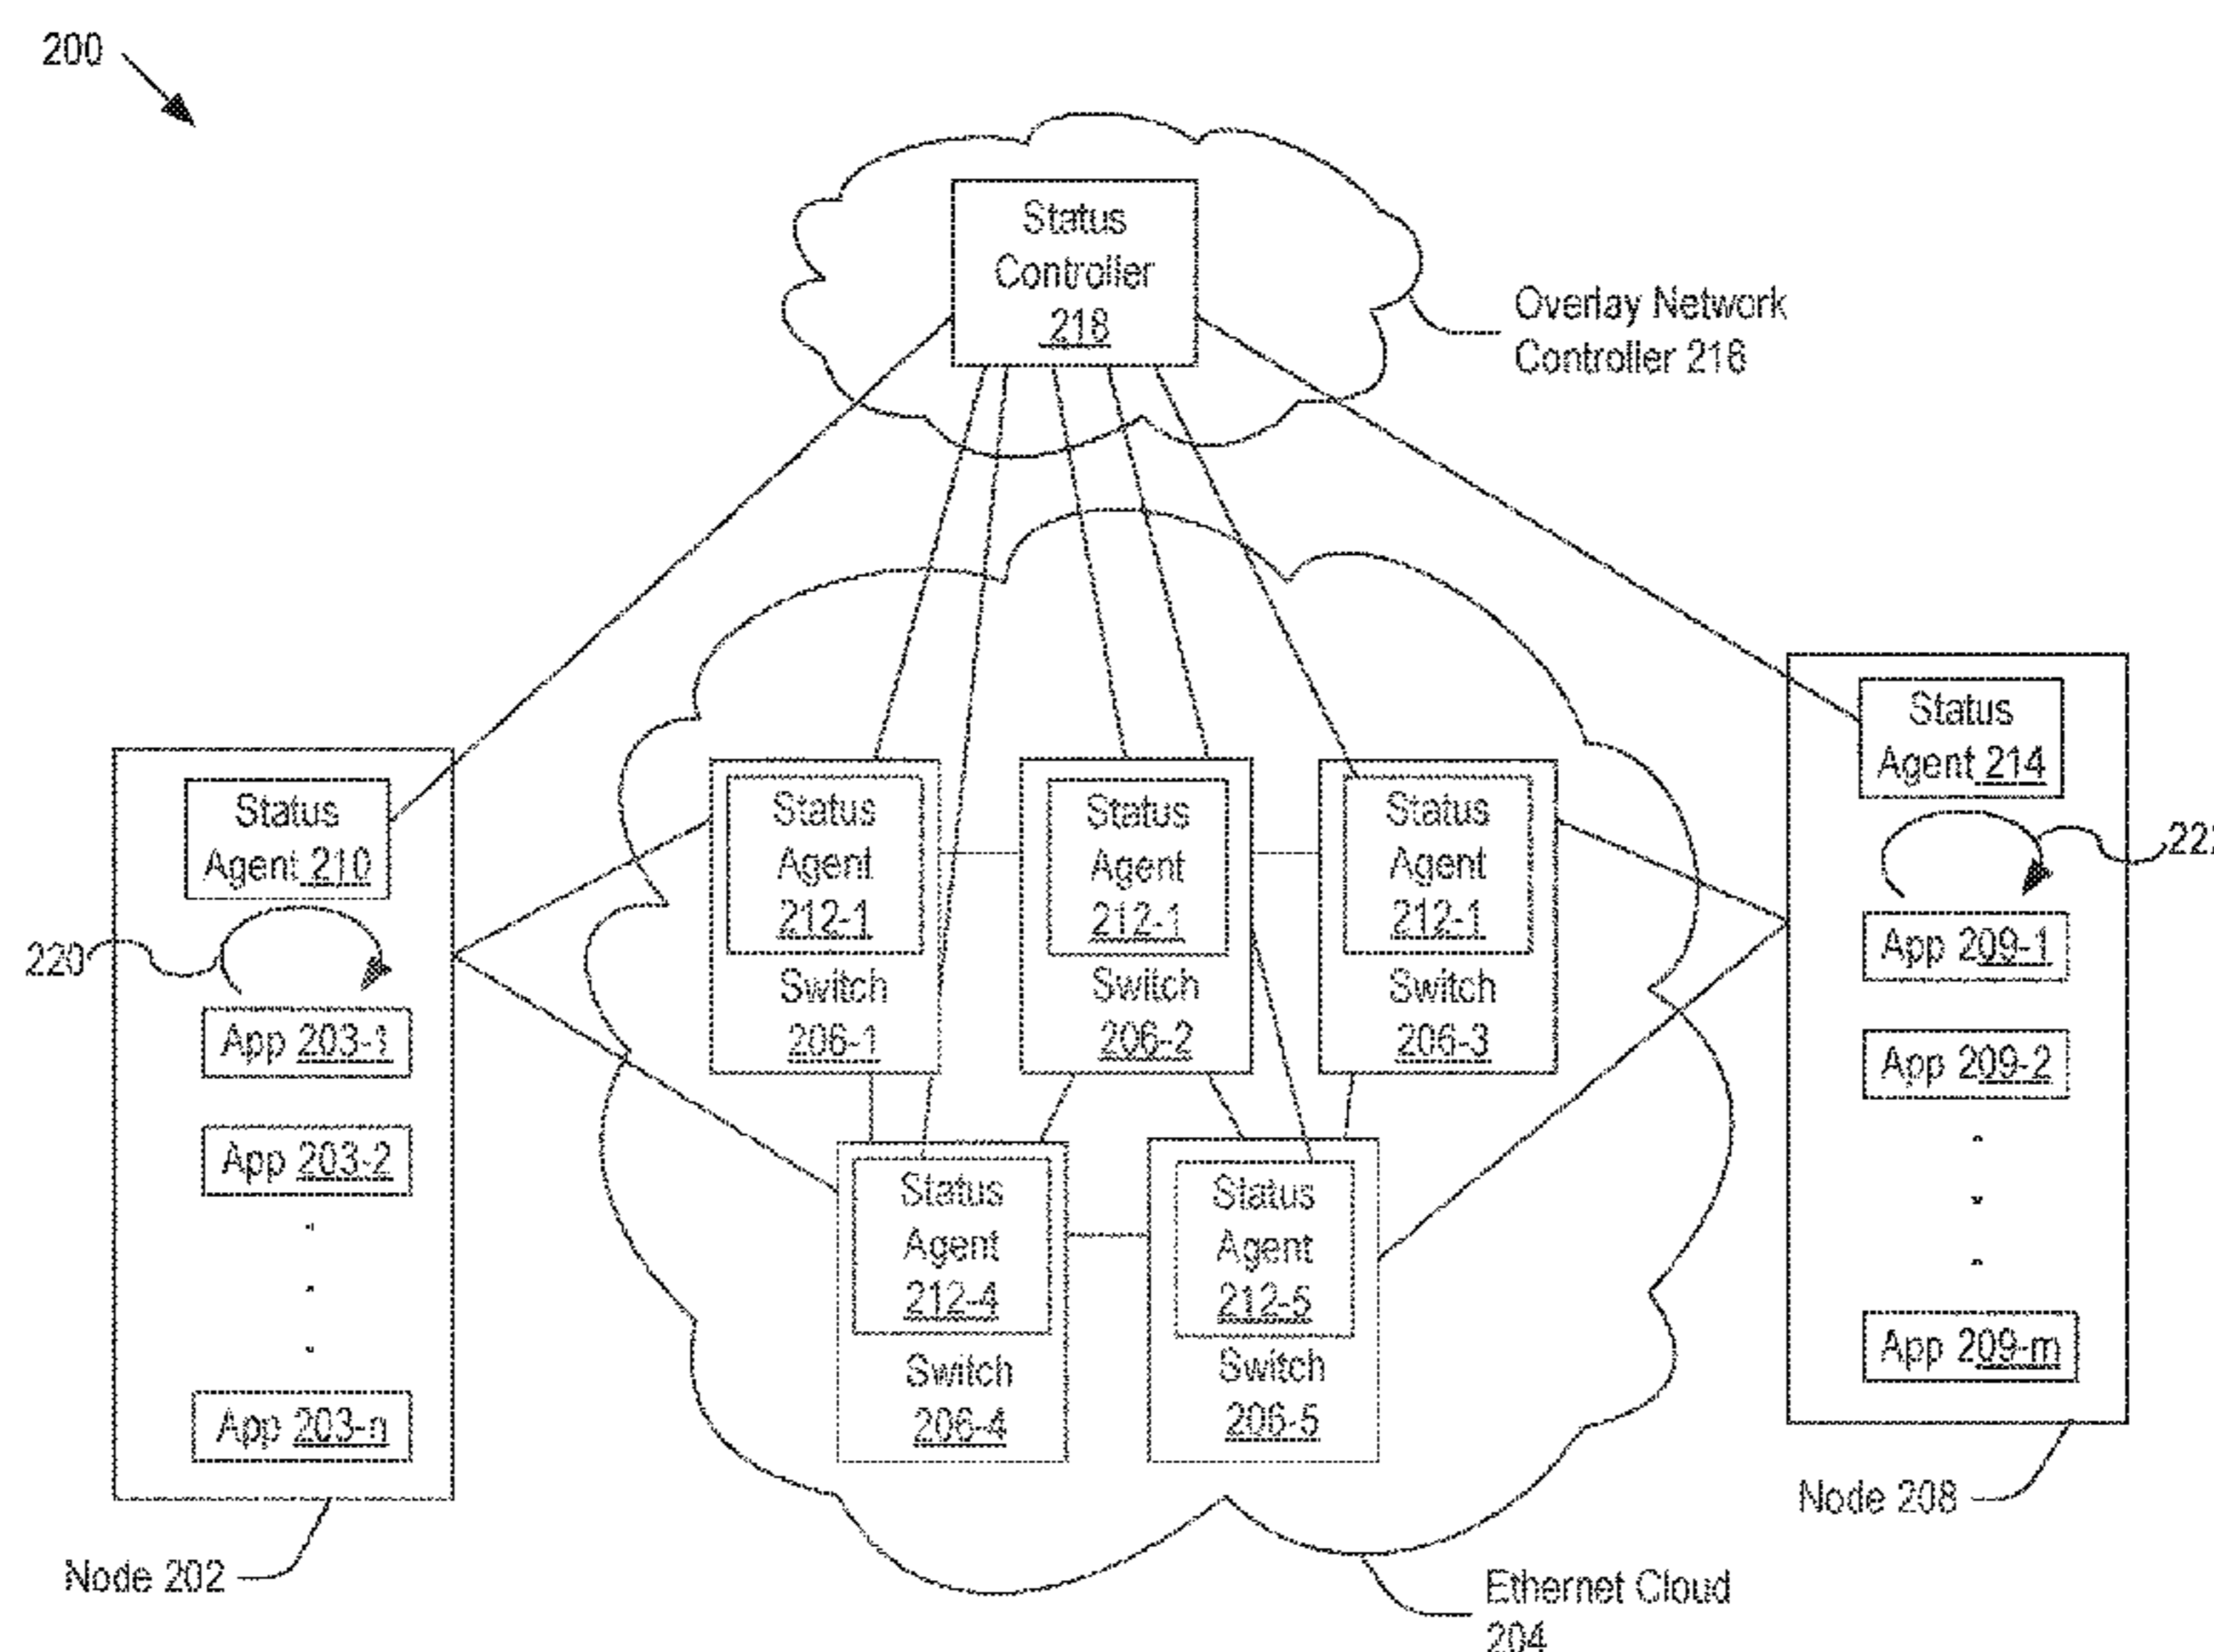 200
Status
Controller
218
Overlay Network
Controller 216
Status
Agent 210
220
App 203-1
App 203-2
App 203-n
Node 202
Status
Agent
212-1
Switch
206-1
Status
Agent
212-1
Switch
206-2
Status
Agent
212-1
Switch
206-3
Status
Agent
212-4
Switch
206-4
Status
Agent
212-5
Switch
206-5
Status
Agent 214
222
App 209-1
App 209-2
App 209-m
Node 208
Ethernet Cloud
204